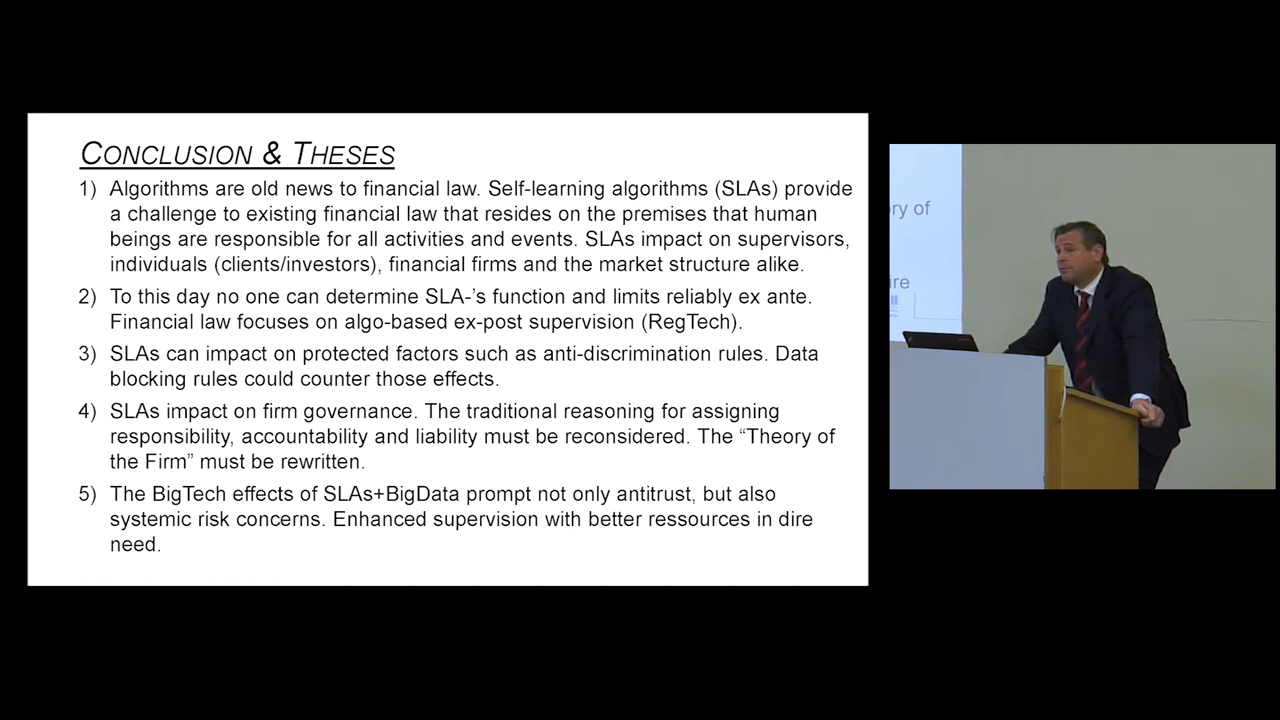 CONCLUSION & THESES
1) Algorithms are old news to financial law. Self-learning algorithms (SLAs) provide
a challenge to existing financial law that resides on the premises that human
beings are responsible for all activities and events. SLAs impact on supervisors,
individuals (clients/investors), financial firms and the market structure alike.
2) To this day no one can determine SLA-’s function and limits reliably ex ante.
Financial law focuses on algo-based ex-post supervision (RegTech).
3) SLAs can impact on protected factors such as anti-discrimination rules. Data
blocking rules could counter those effects.
4) SLAs impact on firm governance. The traditional reasoning for assigning
responsibility, accountability and liability must be reconsidered. The “Theory of
the Firm” must be rewritten.
5) The BigTech effects of SLAs+BigData prompt not only antitrust, but also
systemic risk concerns. Enhanced supervision with better ressources in dire
need.
ry of
ire